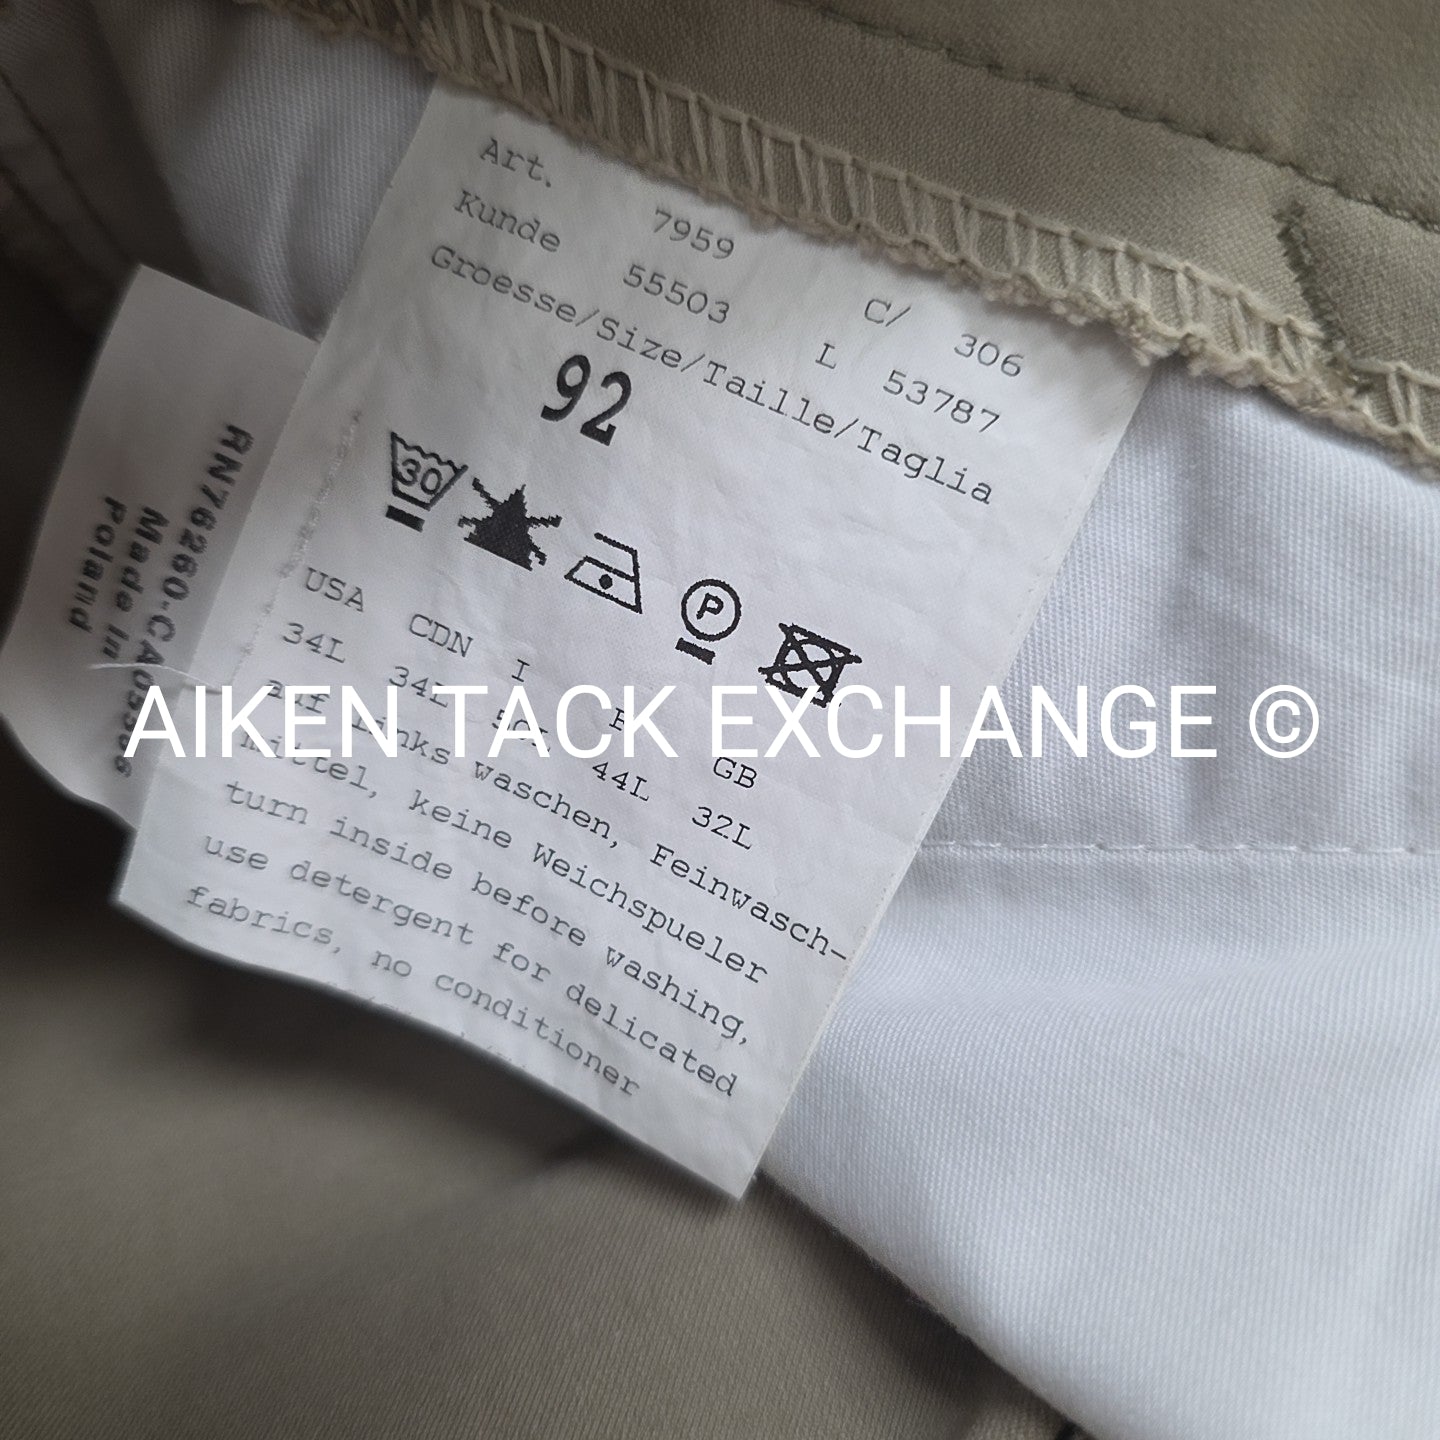 Art. 7959 C/ 306
Kunde 55503 L 53787
Groesse/Size/Taille/Taglia
92
30
P
USA CDN I GB
34L 34L 44L 32L
auf links waschen, Feinwasch-
mittel, keine Weichspueler
turn inside before washing,
use detergent for delicated
fabrics, no conditioner
Made in
Poland
AIKEN TACK EXCHANGE ©